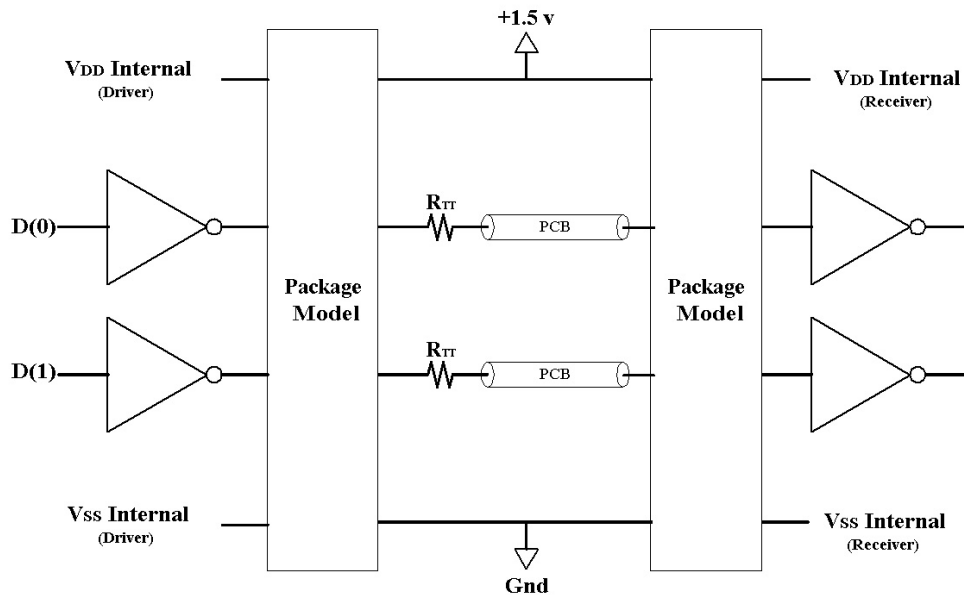 +1.5 v
VDD Internal
(Driver)
VDD Internal
(Receiver)
D(0)
RTT
PCB
Package
Model
Package
Model
D(1)
RTT
PCB
Vss Internal
(Driver)
Vss Internal
(Receiver)
Gnd